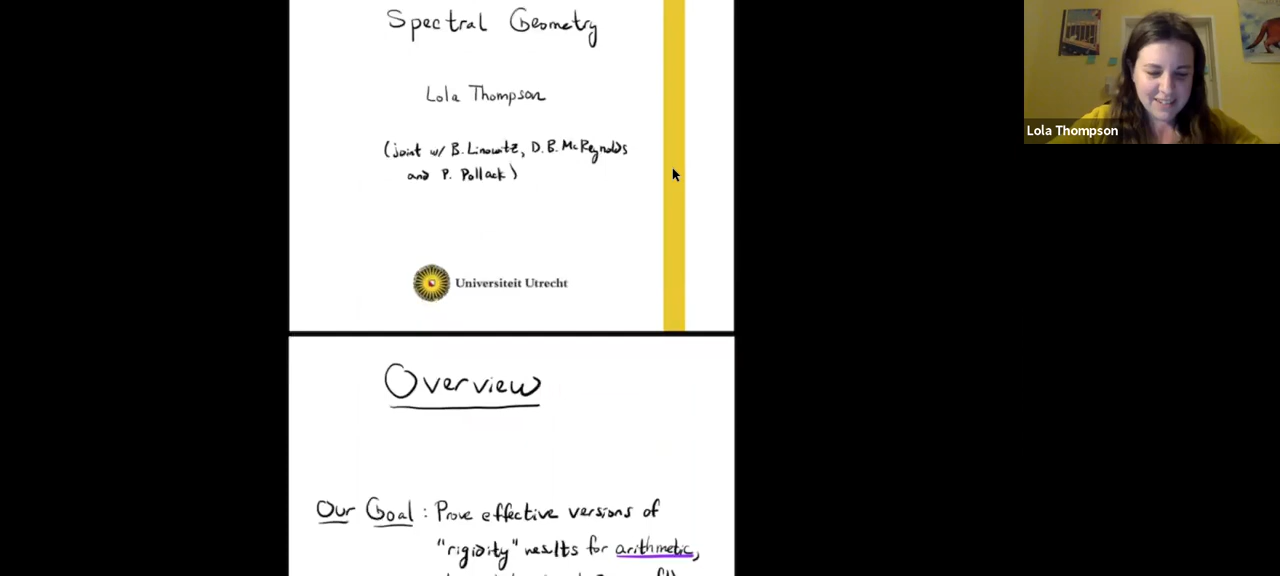 Spectral Geometry
Lola Thompson
(joint w/ B. Linowitz, D. B. McReynolds
and P. Pollack)
Universiteit Utrecht
Overview
Our Goal: Prove effective versions of
"rigidity" results for arithmetic,
Lola Thompson